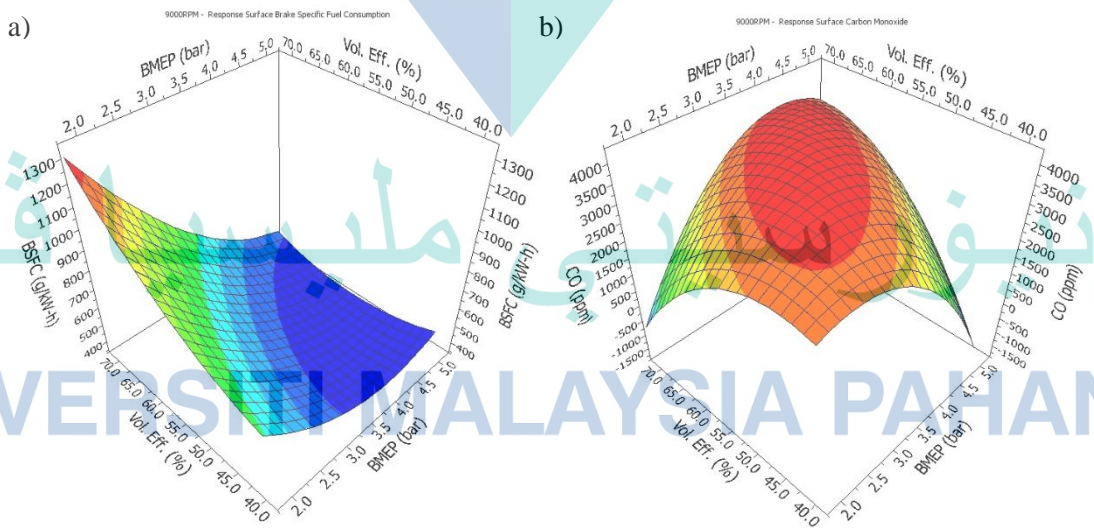 a)
9000RPM - Response Surface Brake Specific Fuel Consumption
BMEP (bar)
2.0 2.5 3.0 3.5 4.0 4.5 5.0
Vol. Eff. (%)
70.0 65.0 60.0 55.0 50.0 45.0 40.0
BSFC (g/kW-h)
1300
1200
1100
1000
900
800
700
600
500
400
BSFC (g/kW-h)
1300
1200
1100
1000
900
800
700
600
500
400
Vol. Eff. (%)
70.0 65.0 60.0 55.0 50.0 45.0 40.0
BMEP (bar)
2.0 2.5 3.0 3.5 4.0 4.5 5.0
b)
9000RPM - Response Surface Carbon Monoxide
BMEP (bar)
2.0 2.5 3.0 3.5 4.0 4.5 5.0
Vol. Eff. (%)
70.0 65.0 60.0 55.0 50.0 45.0 40.0
CO (ppm)
4000
3500
3000
2500
2000
1500
1000
500
0
-500
-1000
-1500
CO (ppm)
4000
3500
3000
2500
2000
1500
1000
500
0
-500
-1000
-1500
Vol. Eff. (%)
70.0 65.0 60.0 55.0 50.0 45.0 40.0
BMEP (bar)
2.0 2.5 3.0 3.5 4.0 4.5 5.0
VERSITI MALAYSIA PAHAN